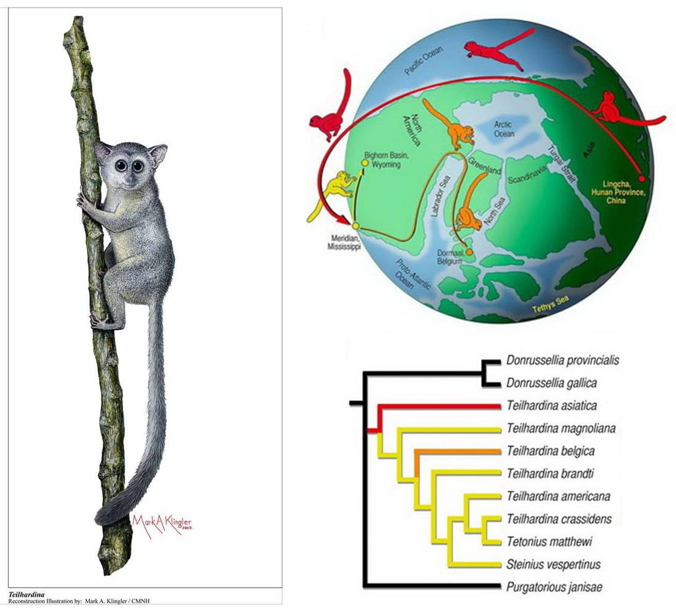 Mark A Klingler
Teilhardina
Reconstruction Illustration by: Mark A. Klingler / CMNH
Pacific Ocean
North
America
Arctic
Ocean
Bighorn Basin,
Wyoming
Greenland
Scandinavia
Turgai Strait
Asia
Labrador Sea
North Sea
Lingcha,
Hunan Province,
China
Meridian,
Mississippi
Dormaal,
Belgium
Proto-Atlantic
Ocean
Tethys Sea
Donrussellia provincialis
Donrussellia gallica
Teilhardina asiatica
Teilhardina magnoliana
Teilhardina belgica
Teilhardina brandti
Teilhardina americana
Teilhardina crassidens
Tetonius matthewi
Steinius vespertinus
Purgatorious janisae